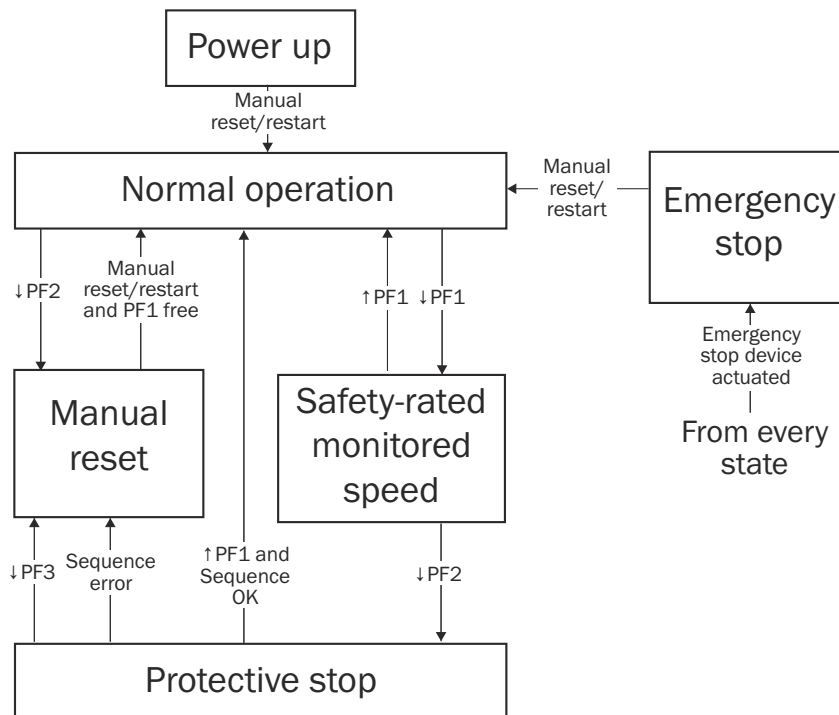 Power up
Manual
reset/restart
Normal operation
Manual
reset/
restart
Emergency
stop
↓PF2
Manual
reset/restart
and PF1 free
↑PF1
↓PF1
Emergency
stop device
actuated
From every
state
Manual
reset
Safety-rated
monitored
speed
↓PF3
Sequence
error
↑PF1 and
Sequence
OK
↓PF2
Protective stop